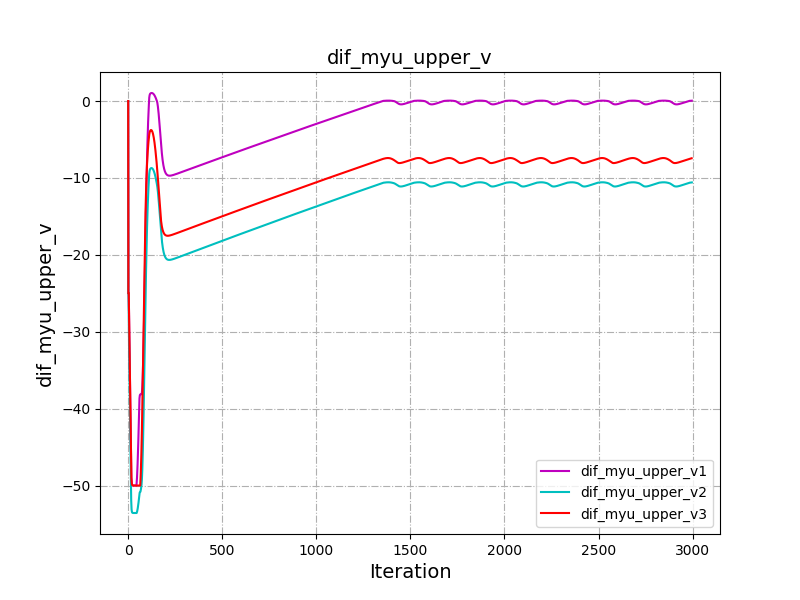 dif_myu_upper_v
dif_myu_upper_v
0
−10
−20
−30
−40
−50
0
500
1000
1500
2000
2500
3000
Iteration
dif_myu_upper_v1
dif_myu_upper_v2
dif_myu_upper_v3